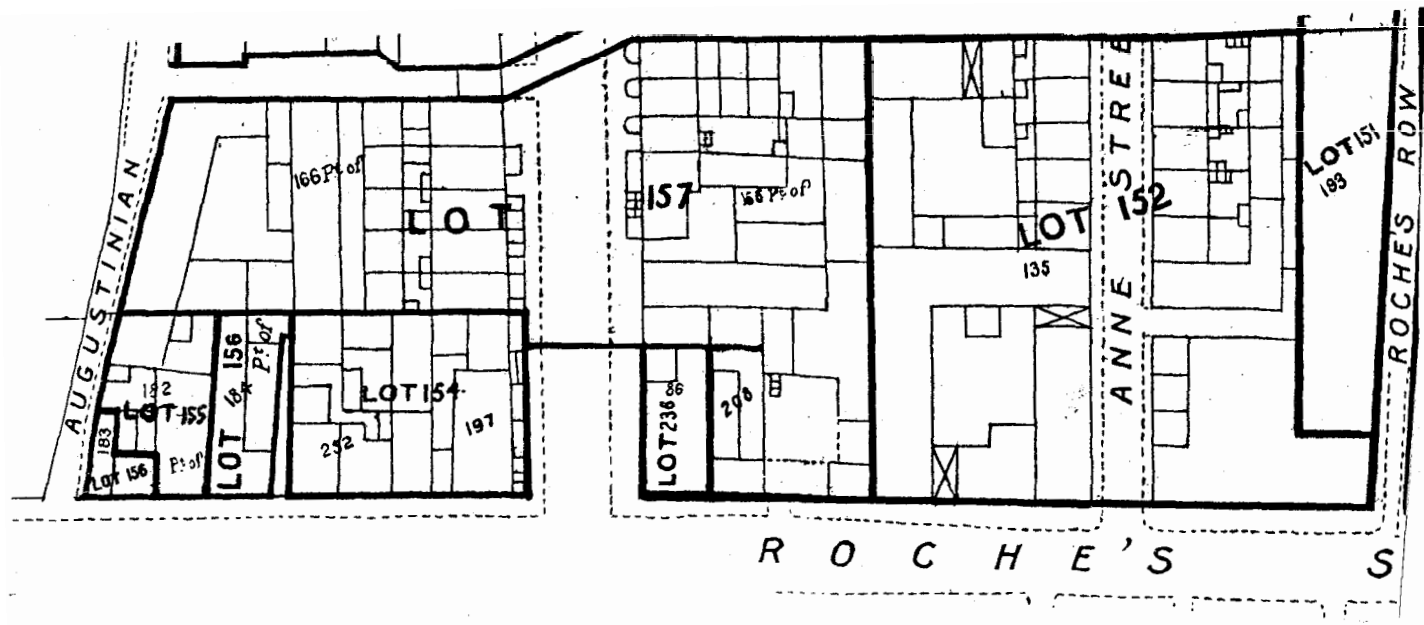 AUGUSTINIAN
166 Pt of
LOT 157
166 Pt of
LOT 152
135
ANNE STREE
LOT 151
193
ROCHE'S ROW
182
LOT 155
Pt of
183
LOT 156
LOT 156
Pt of
LOT 154
252
197
LOT 236
86
208
ROCHE'S S